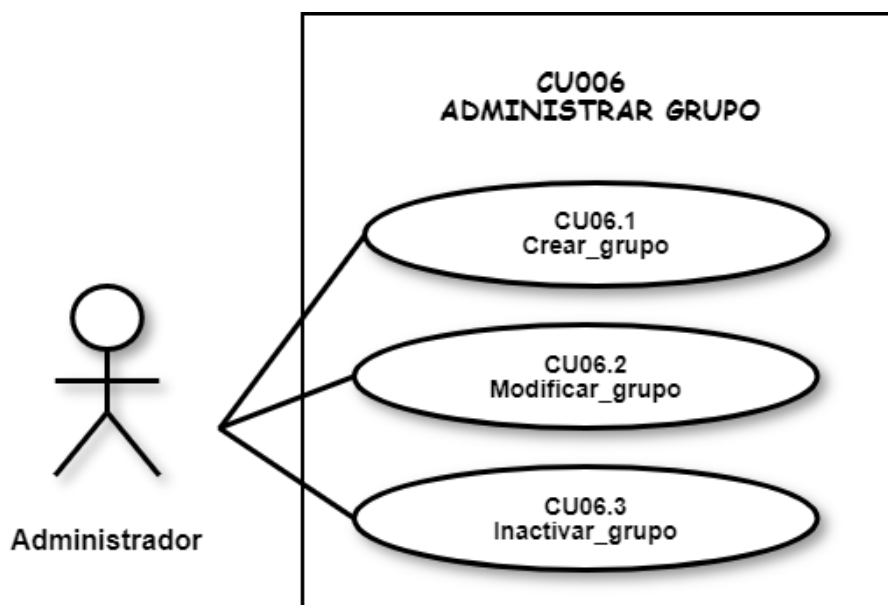 CU006
ADMINISTRAR GRUPO
CU06.1
Crear_grupo
CU06.2
Modificar_grupo
CU06.3
Inactivar_grupo
Administrador